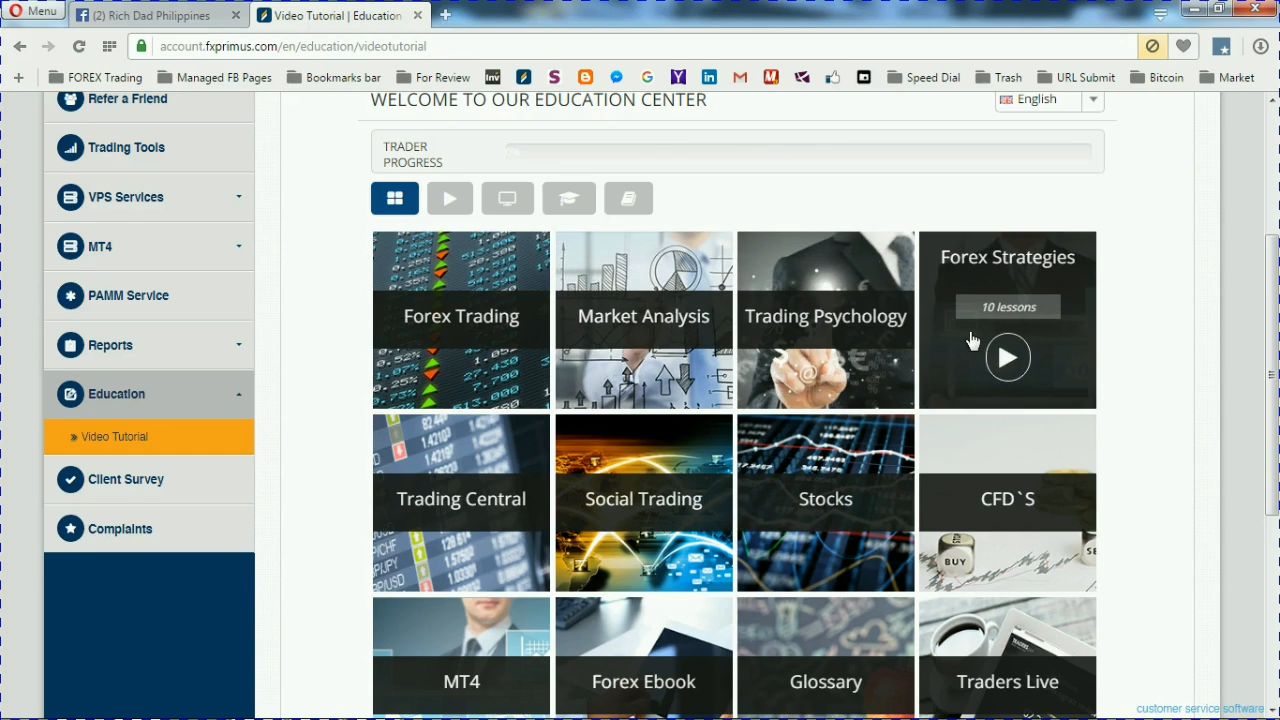 Menu
(2) Rich Dad Philippines
Video Tutorial | Education
account.fxprimus.com/en/education/videotutorial
FOREX Trading
Managed FB Pages
Bookmarks bar
For Review
Inv
Speed Dial
Trash
URL Submit
Bitcoin
Market
Refer a Friend
Trading Tools
VPS Services
MT4
PAMM Service
Reports
Education
» Video Tutorial
Client Survey
Complaints
WELCOME TO OUR EDUCATION CENTER
English
TRADER
PROGRESS
Forex Trading
Market Analysis
Trading Psychology
Forex Strategies
10 lessons
Trading Central
Social Trading
Stocks
CFD`S
BUY
MT4
Forex Ebook
Glossary
Traders Live
customer service software